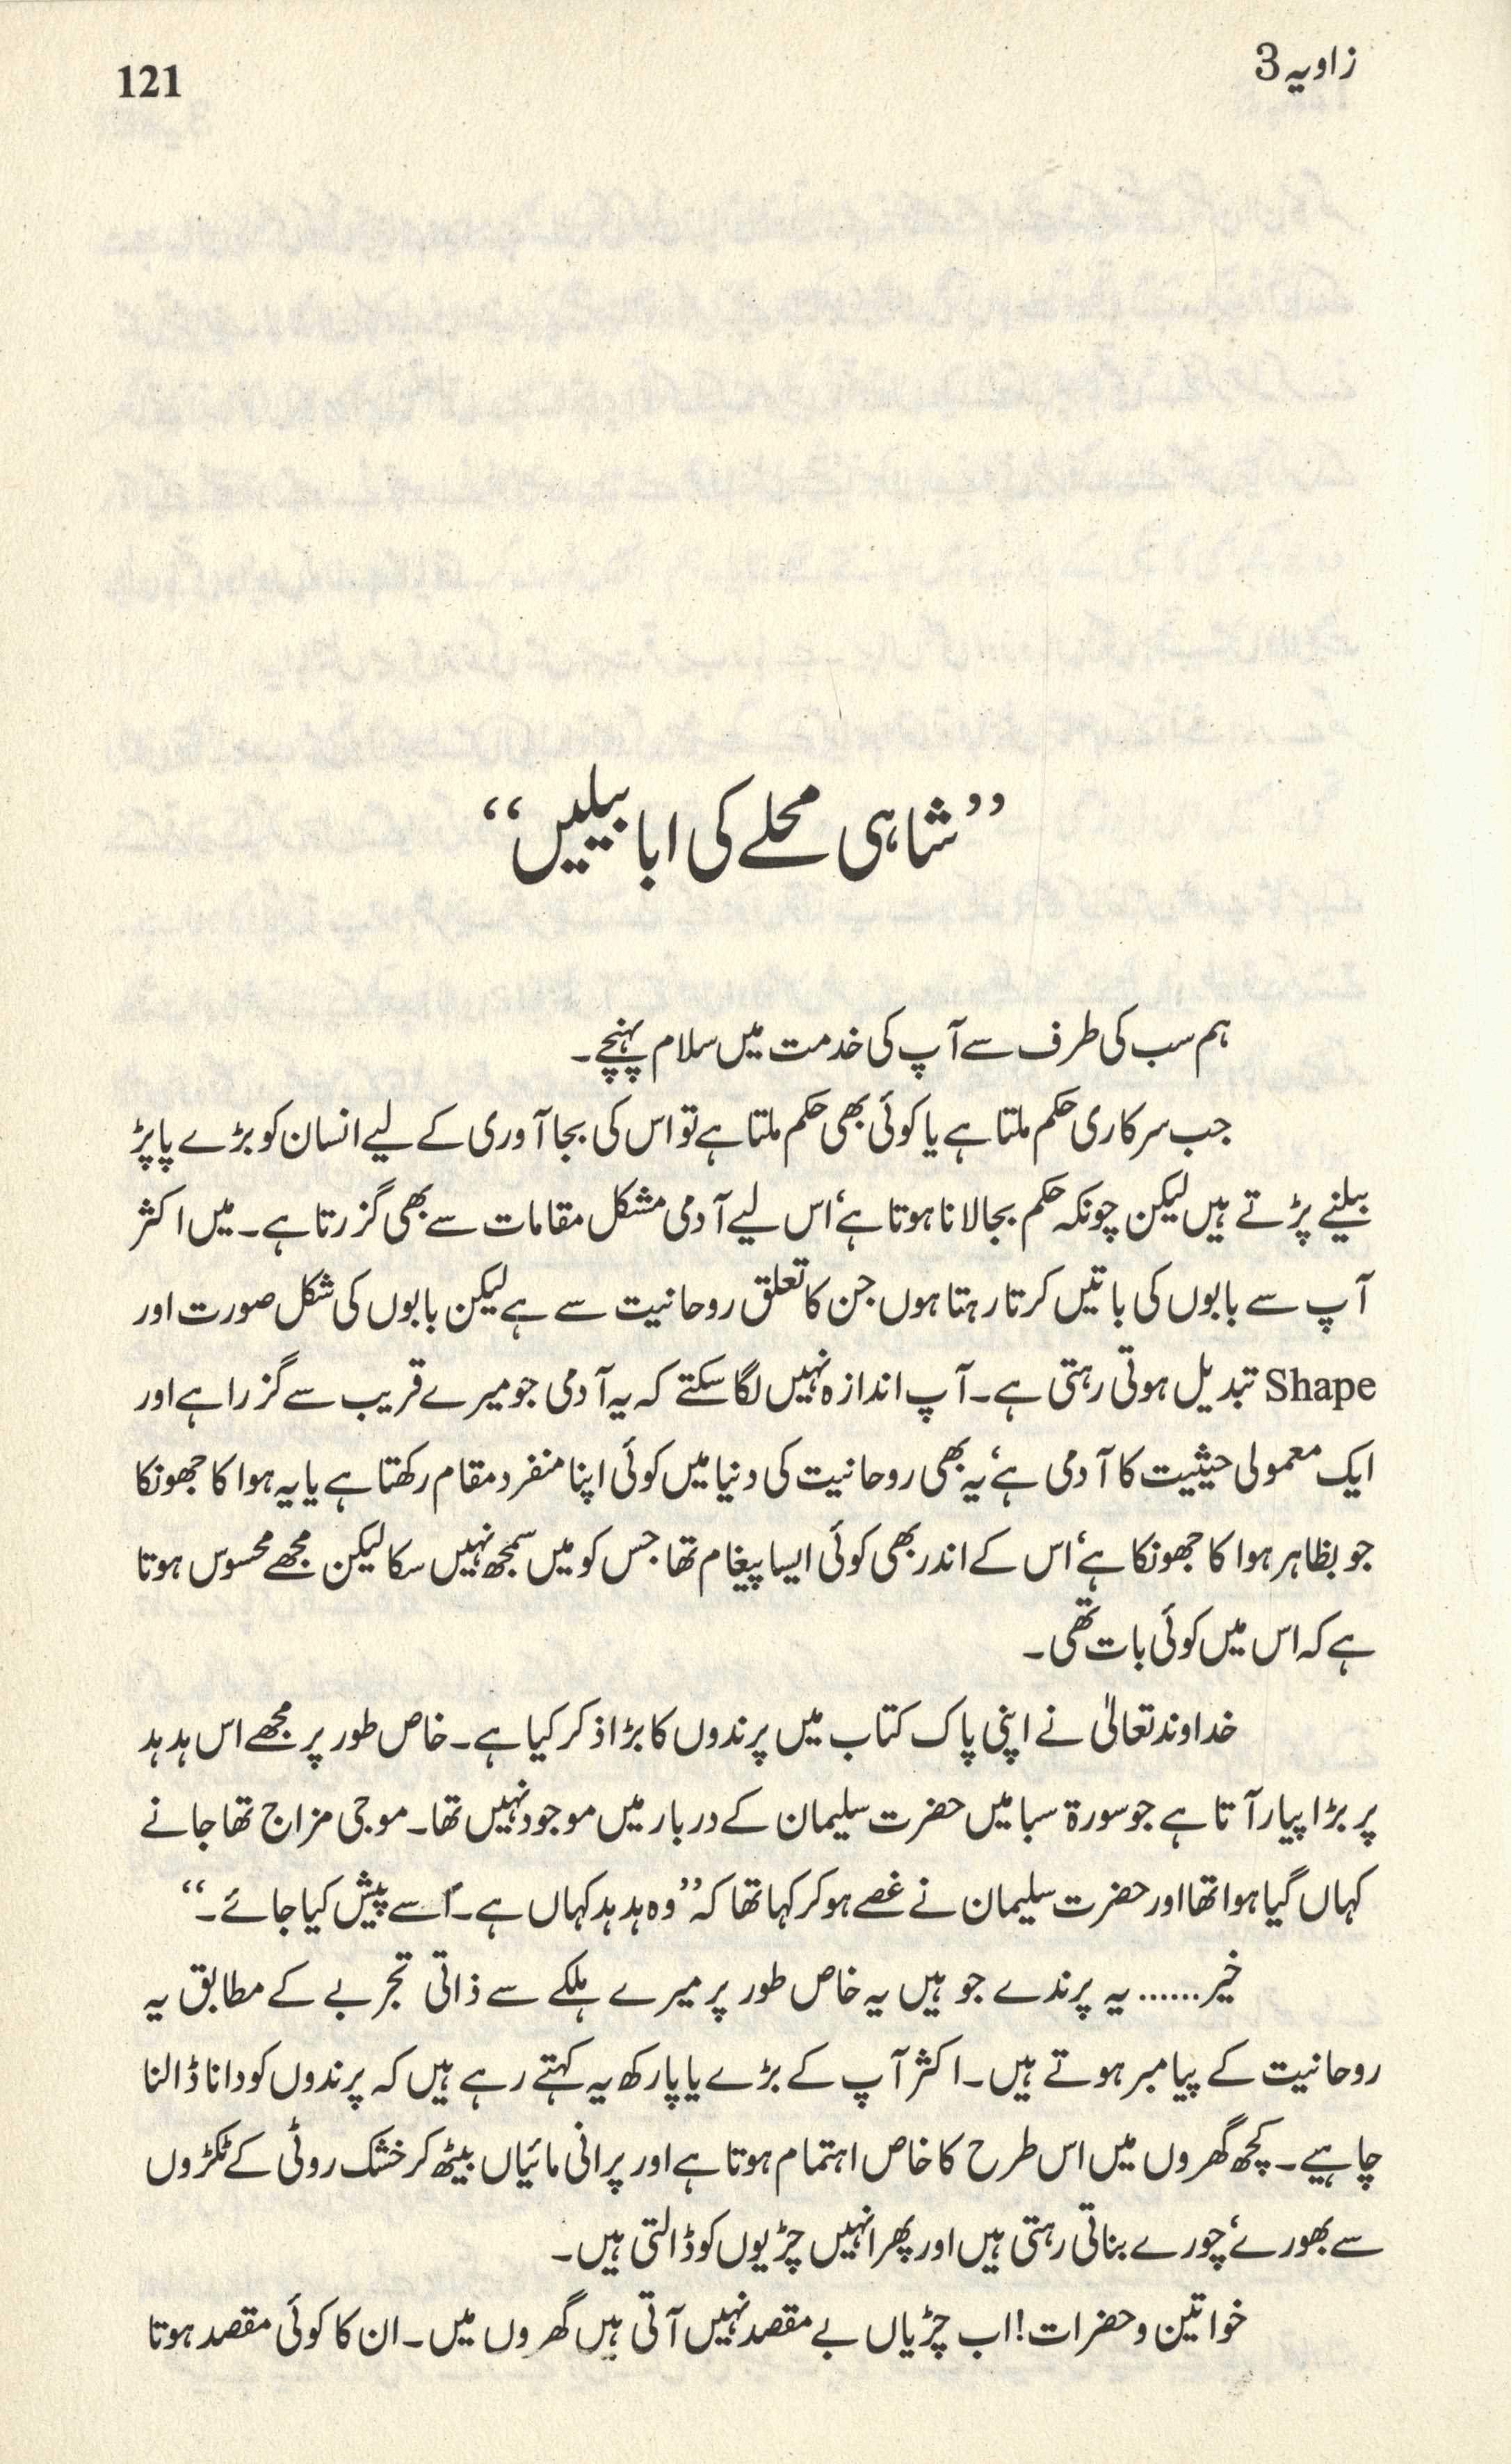 زاویہ 3
121
”شاہی محلے کی ابابیلیں“
ہم سب کی طرف سے آپ کی خدمت میں سلام پہنچے۔
جب سرکاری حکم ملتا ہے یا کوئی بھی حکم ملتا ہے تو اس کی بجا آوری کے لیے انسان کو بڑے پاپڑ
بیلنے پڑتے ہیں لیکن چونکہ حکم بجا لانا ہوتا ہے‘ اس لیے آدمی مشکل مقامات سے بھی گزرتا ہے۔ میں اکثر
آپ سے بابوں کی باتیں کرتا رہتا ہوں جن کا تعلق روحانیت سے ہے لیکن بابوں کی شکل صورت اور
Shape تبدیل ہوتی رہتی ہے۔ آپ اندازہ نہیں لگا سکتے کہ یہ آدمی جو میرے قریب سے گزرا ہے اور
ایک معمولی حیثیت کا آدمی ہے‘ یہ بھی روحانیت کی دنیا میں کوئی اپنا منفرد مقام رکھتا ہے یا یہ ہوا کا جھونکا
جو بظاہر ہوا کا جھونکا ہے‘ اس کے اندر بھی کوئی ایسا پیغام تھا جس کو میں سمجھ نہیں سکا لیکن مجھے محسوس ہوتا
ہے کہ اس میں کوئی بات تھی۔
خداوند تعالیٰ نے اپنی پاک کتاب میں پرندوں کا بڑا ذکر کیا ہے۔ خاص طور پر مجھے اس ہد ہد
پر بڑا پیار آتا ہے جو سورۃ سبا میں حضرت سلیمان کے دربار میں موجود نہیں تھا۔ موجی مزاج تھا جانے
کہاں گیا ہوا تھا اور حضرت سلیمان نے غصے ہو کر کہا تھا کہ ”وہ ہد ہد کہاں ہے۔ اُسے پیش کیا جائے۔“
خیر...... یہ پرندے جو ہیں یہ خاص طور پر میرے ہلکے سے ذاتی تجربے کے مطابق یہ
روحانیت کے پیامبر ہوتے ہیں۔ اکثر آپ کے بڑے یا پارکھ یہ کہتے رہے ہیں کہ پرندوں کو دانا ڈالنا
چاہیے۔ کچھ گھروں میں اس طرح کا خاص اہتمام ہوتا ہے اور پرانی مائیاں بیٹھ کر خشک روٹی کے ٹکڑوں
سے بھورے‘ چورے بناتی رہتی ہیں اور پھر انہیں چڑیوں کو ڈالتی ہیں۔
خواتین و حضرات! اب چڑیاں بے مقصد نہیں آتی ہیں گھروں میں۔ ان کا کوئی مقصد ہوتا